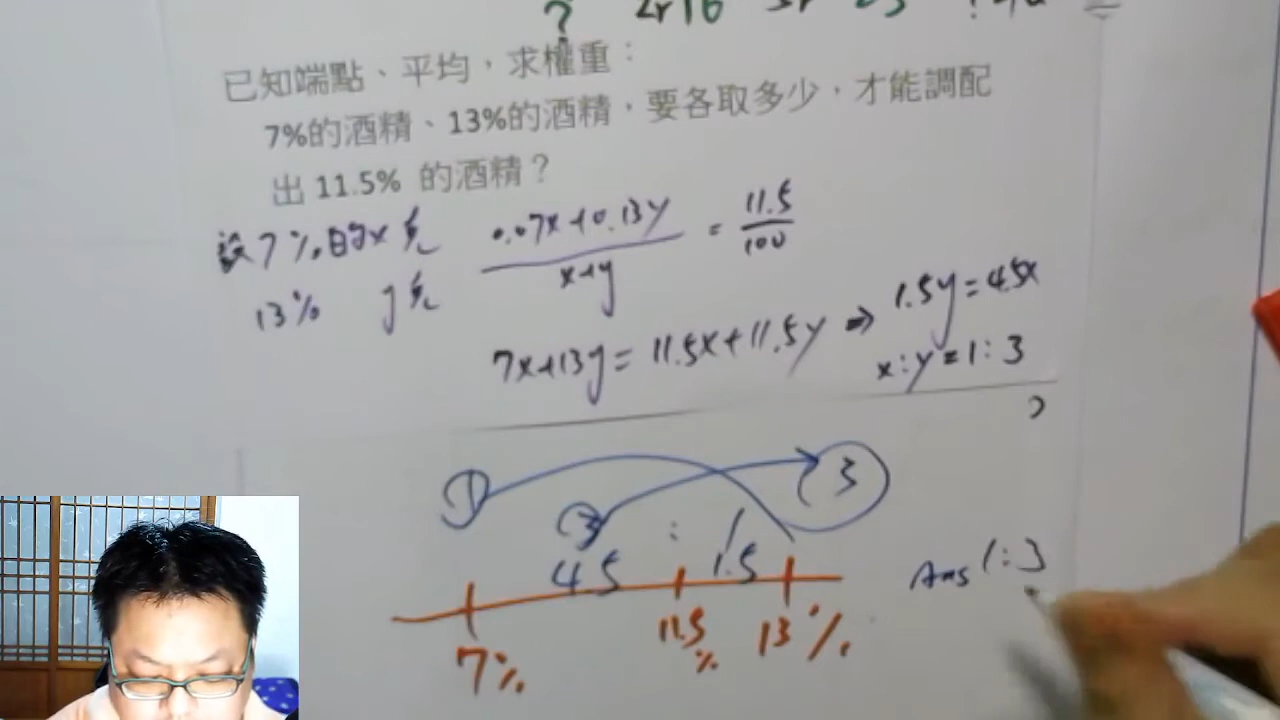 已知端點、平均，求權重：
7%的酒精、13%的酒精，要各取多少，才能調配
出 11.5% 的酒精？
設7%的x克
13% y克
0.07x+0.13y
x+y
=
11.5
100
7x+13y=11.5x+11.5y ⇒ 1.5y=4.5x
x:y=1:3
1 3
3
4.5 : 1.5
7% 11.5% 13%
Ans 1:3